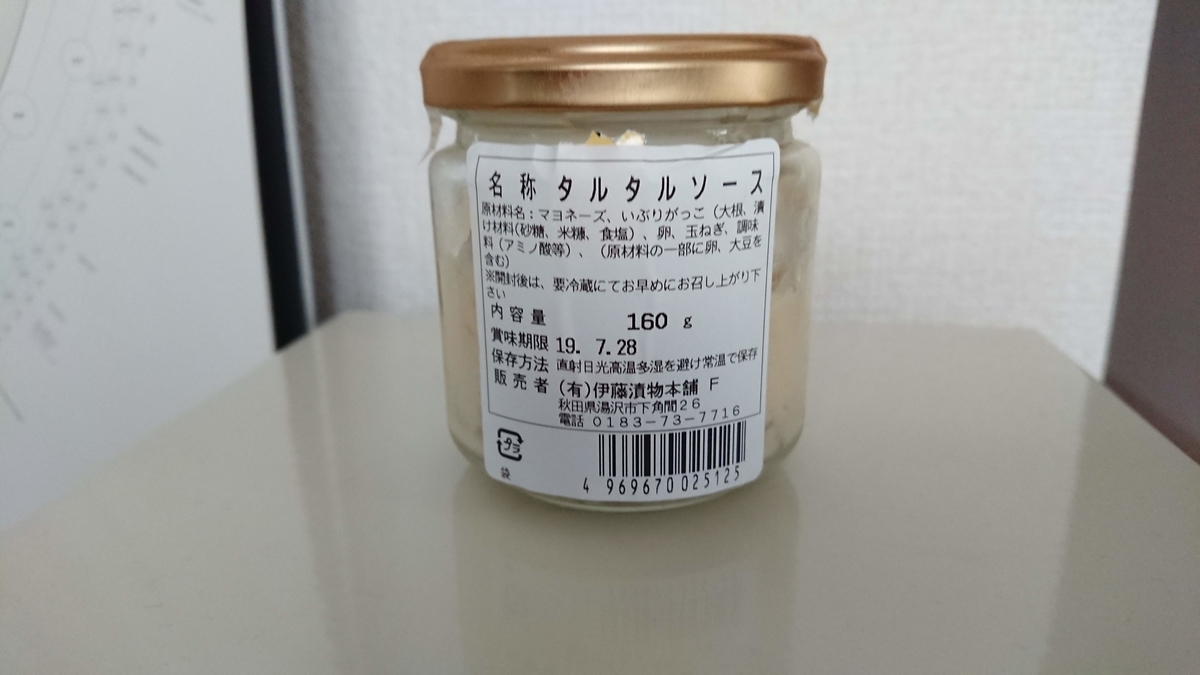 名称 タルタルソース
原材料名：マヨネーズ、いぶりがっこ（大根、漬
け材料(砂糖、米糠、食塩）、卵、玉ねぎ、調味
料（アミノ酸等）、（原材料の一部に卵、大豆を
含む)
※開封後は、要冷蔵にてお早めにお召し上がり下
さい
内容量 160 g
賞味期限 19. 7. 28
保存方法 直射日光高温多湿を避け常温で保存
販売者 (有)伊藤漬物本舗 F
秋田県湯沢市下角間26
電話 0183-73-7716
プラ
袋
4 969670 025125